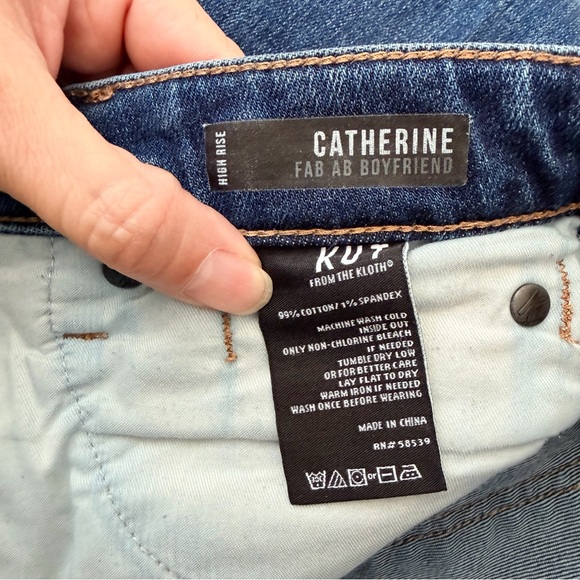 HIGH RISE
CATHERINE
FAB AB BOYFRIEND
KUT
FROM THE KLOTH®
99% COTTON/ 1% SPANDEX
MACHINE WASH COLD
INSIDE OUT
ONLY NON-CHLORINE BLEACH
IF NEEDED
TUMBLE DRY LOW
OR FOR BETTER CARE
LAY FLAT TO DRY
WARM IRON IF NEEDED
WASH ONCE BEFORE WEARING
MADE IN CHINA
RN# 58539
or